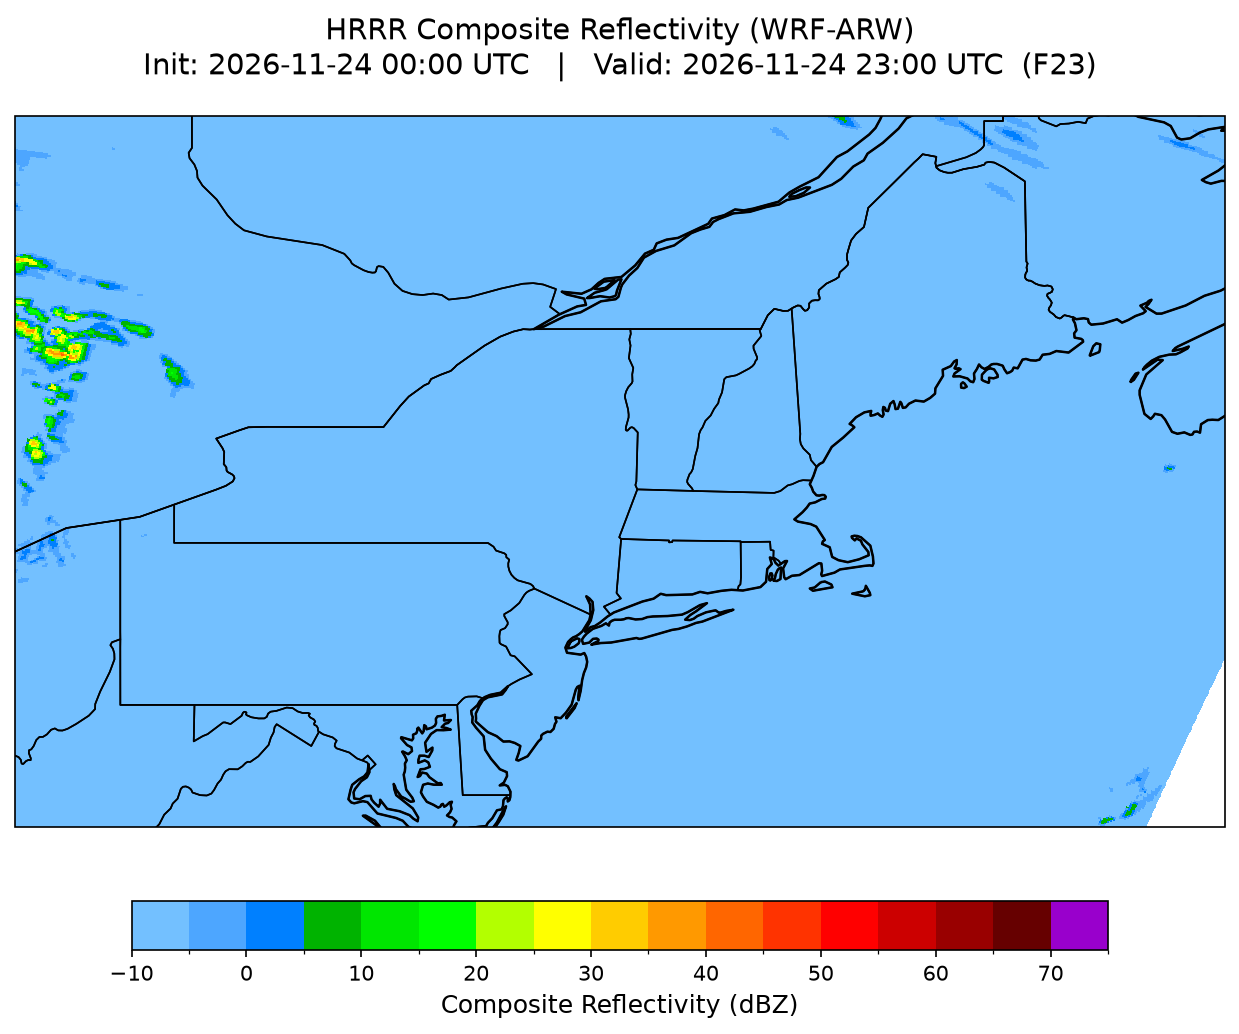 HRRR Composite Reflectivity (WRF-ARW)
Init: 2026-11-24 00:00 UTC   |   Valid: 2026-11-24 23:00 UTC  (F23)
−10 0 10 20 30 40 50 60 70
Composite Reflectivity (dBZ)